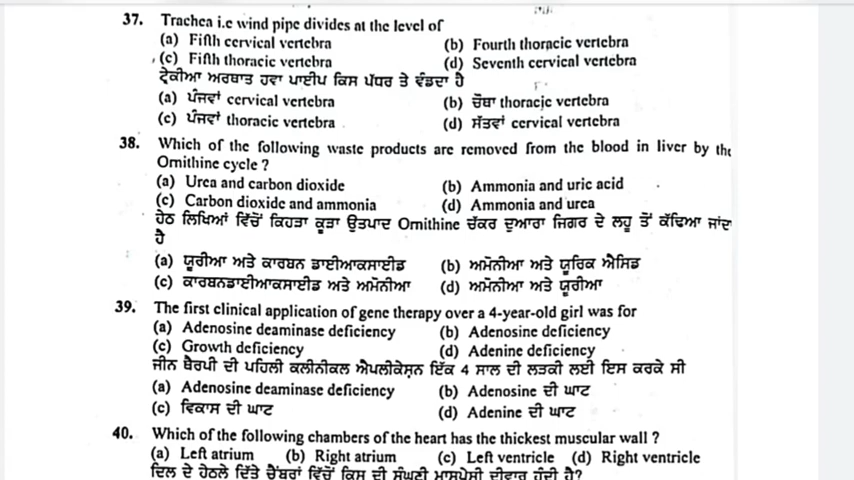 37. Trachea i.e wind pipe divides at the level of
(a) Fifth cervical vertebra (b) Fourth thoracic vertebra
(c) Fifth thoracic vertebra (d) Seventh cervical vertebra
ਟ੍ਰੇਕੀਆ ਅਰਥਾਤ ਹਵਾ ਪਾਈਪ ਕਿਸ ਪੱਧਰ ਤੇ ਵੰਡਦਾ ਹੈ
(a) ਪੰਜਵਾਂ cervical vertebra (b) ਚੌਥਾ thoracic vertebra
(c) ਪੰਜਵਾਂ thoracic vertebra (d) ਸੱਤਵਾਂ cervical vertebra
38. Which of the following waste products are removed from the blood in liver by the
Ornithine cycle ?
(a) Urea and carbon dioxide (b) Ammonia and uric acid
(c) Carbon dioxide and ammonia (d) Ammonia and urea
ਹੇਠ ਲਿਖਿਆਂ ਵਿੱਚੋਂ ਕਿਹੜਾ ਕੂੜਾ ਉਤਪਾਦ Ornithine ਚੱਕਰ ਦੁਆਰਾ ਜਿਗਰ ਦੇ ਲਹੂ ਤੋਂ ਕੱਢਿਆ ਜਾਂਦਾ
ਹੈ
(a) ਯੂਰੀਆ ਅਤੇ ਕਾਰਬਨ ਡਾਈਆਕਸਾਈਡ (b) ਅਮੋਨੀਆ ਅਤੇ ਯੂਰਿਕ ਐਸਿਡ
(c) ਕਾਰਬਨਡਾਈਆਕਸਾਈਡ ਅਤੇ ਅਮੋਨੀਆ (d) ਅਮੋਨੀਆ ਅਤੇ ਯੂਰੀਆ
39. The first clinical application of gene therapy over a 4-year-old girl was for
(a) Adenosine deaminase deficiency (b) Adenosine deficiency
(c) Growth deficiency (d) Adenine deficiency
ਜੀਨ ਥੈਰਪੀ ਦੀ ਪਹਿਲੀ ਕਲੀਨੀਕਲ ਐਪਲੀਕੇਸ਼ਨ ਇੱਕ 4 ਸਾਲ ਦੀ ਲੜਕੀ ਲਈ ਇਸ ਕਰਕੇ ਸੀ
(a) Adenosine deaminase deficiency (b) Adenosine ਦੀ ਘਾਟ
(c) ਵਿਕਾਸ ਦੀ ਘਾਟ (d) Adenine ਦੀ ਘਾਟ
40. Which of the following chambers of the heart has the thickest muscular wall ?
(a) Left atrium (b) Right atrium (c) Left ventricle (d) Right ventricle
ਦਿਲ ਦੇ ਹੇਠਲੇ ਦਿੱਤੇ ਚੈਂਬਰਾਂ ਵਿੱਚੋਂ ਕਿਸ ਦੀ ਸੰਘਣੀ ਮਾਸਪੇਸ਼ੀ ਦੀਵਾਰ ਹੁੰਦੀ ਹੈ?